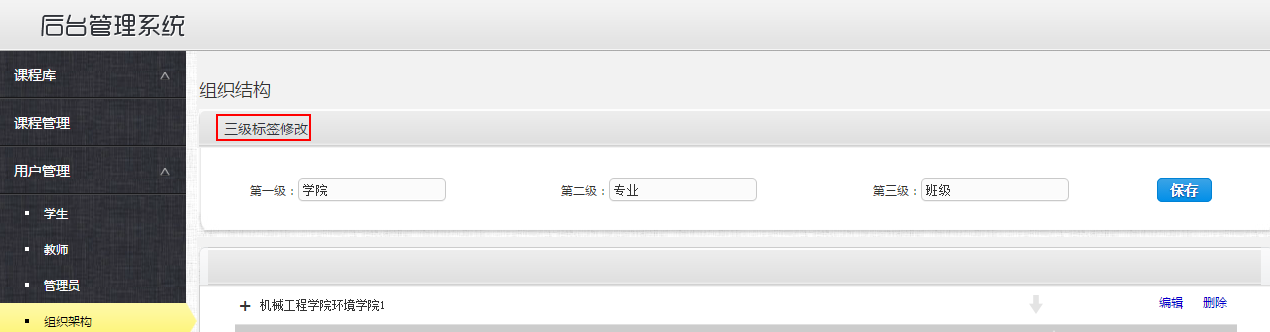 后台管理系统
课程库
课程管理
用户管理
学生
教师
管理员
组织架构
组织结构
三级标签修改
第一级：学院 第二级：专业 第三级：班级 保存
机械工程学院环境学院1 编辑 删除